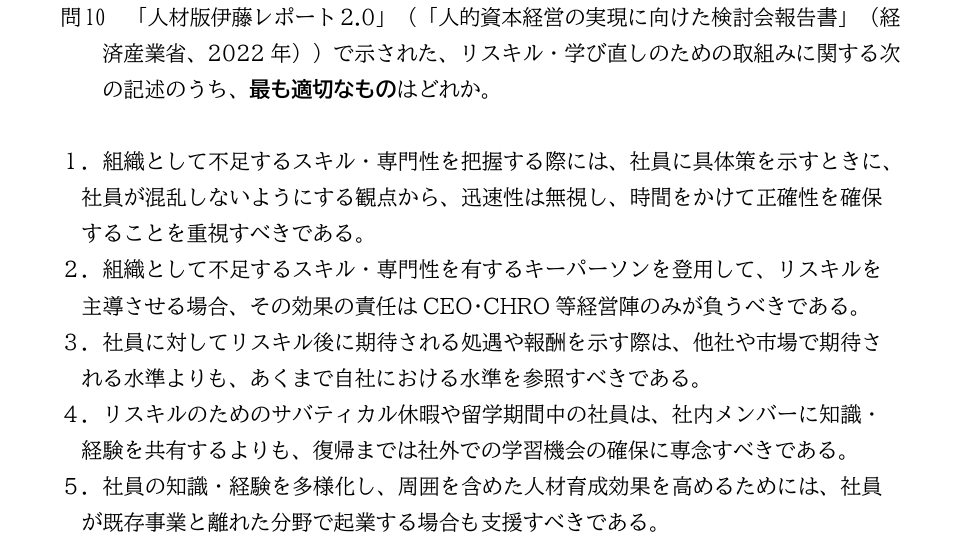 問10 「人材版伊藤レポート2.0」（「人的資本経営の実現に向けた検討会報告書」（経
済産業省、2022 年））で示された、リスキル・学び直しのための取組みに関する次
の記述のうち、最も適切なものはどれか。
１．組織として不足するスキル・専門性を把握する際には、社員に具体策を示すときに、
社員が混乱しないようにする観点から、迅速性は無視し、時間をかけて正確性を確保
することを重視すべきである。
２．組織として不足するスキル・専門性を有するキーパーソンを登用して、リスキルを
主導させる場合、その効果の責任は CEO･CHRO 等経営陣のみが負うべきである。
３．社員に対してリスキル後に期待される処遇や報酬を示す際は、他社や市場で期待さ
れる水準よりも、あくまで自社における水準を参照すべきである。
４．リスキルのためのサバティカル休暇や留学期間中の社員は、社内メンバーに知識・
経験を共有するよりも、復帰までは社外での学習機会の確保に専念すべきである。
５．社員の知識・経験を多様化し、周囲を含めた人材育成効果を高めるためには、社員
が既存事業と離れた分野で起業する場合も支援すべきである。